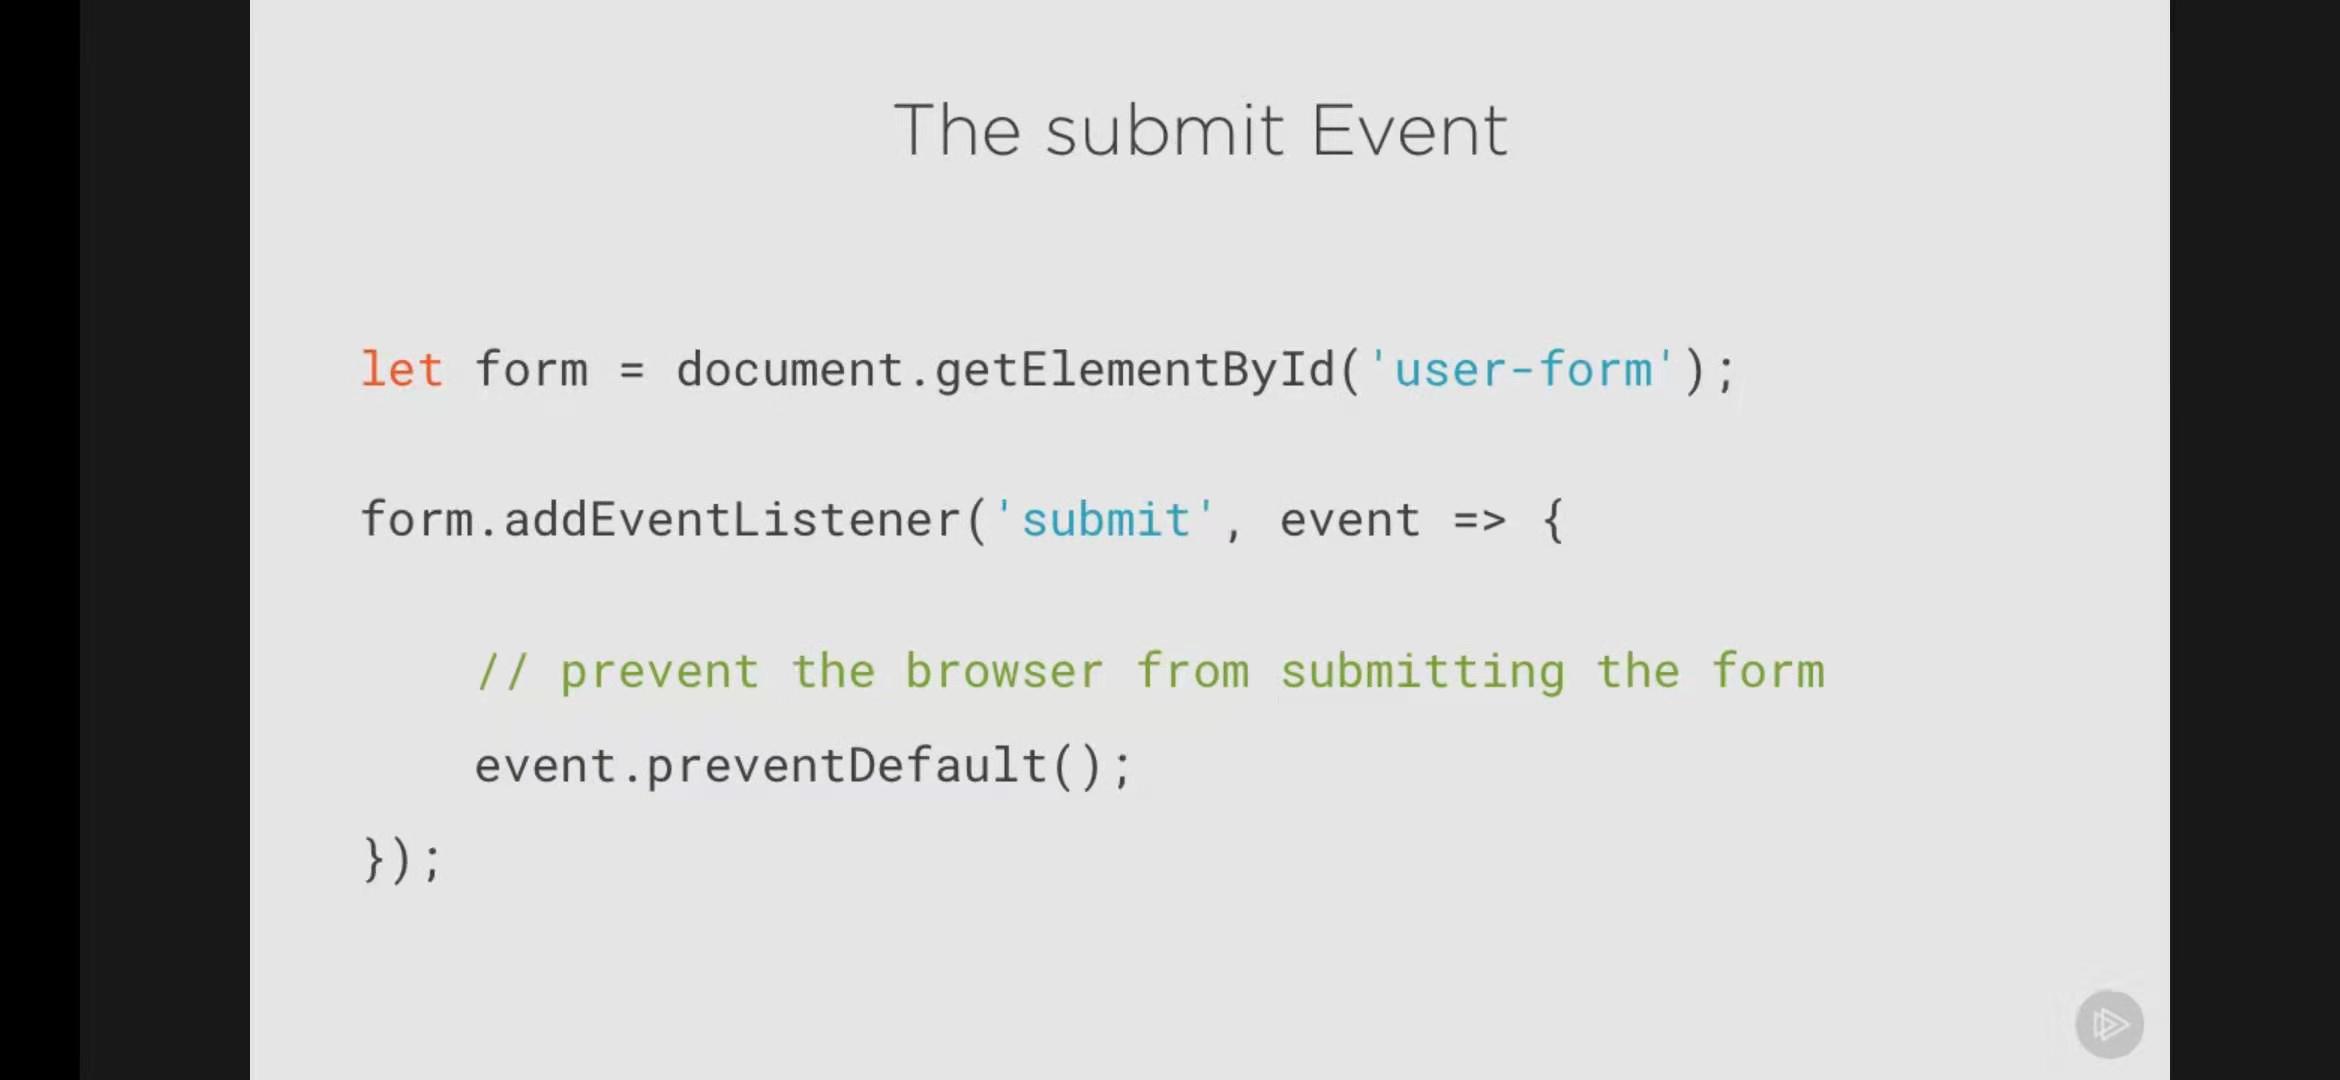 The submit Event
let form = document.getElementById('user-form');
form.addEventListener('submit', event => {
// prevent the browser from submitting the form
event.preventDefault();
});